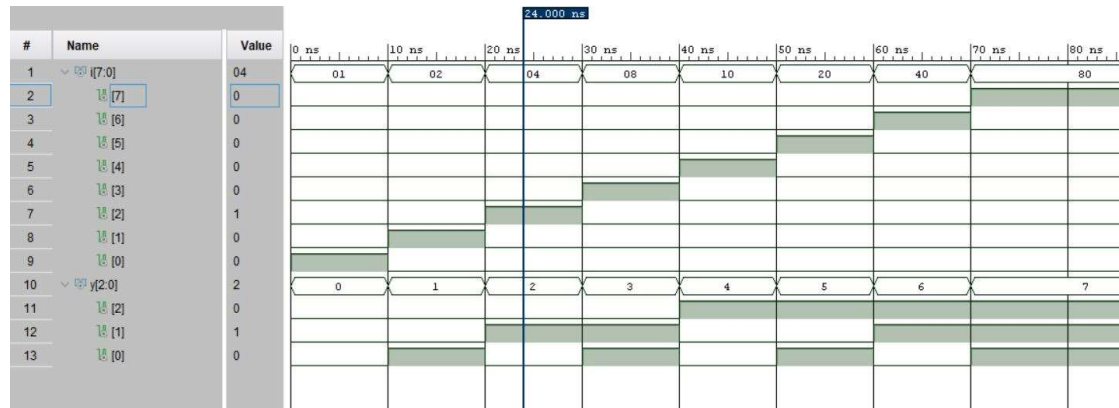 24.000 ns
# Name Value 0 ns 10 ns 20 ns 30 ns 40 ns 50 ns 60 ns 70 ns 80 ns
1 i[7:0] 04 01 02 04 08 10 20 40 80
2 [7] 0
3 [6] 0
4 [5] 0
5 [4] 0
6 [3] 0
7 [2] 1
8 [1] 0
9 [0] 0
10 y[2:0] 2 0 1 2 3 4 5 6 7
11 [2] 0
12 [1] 1
13 [0] 0